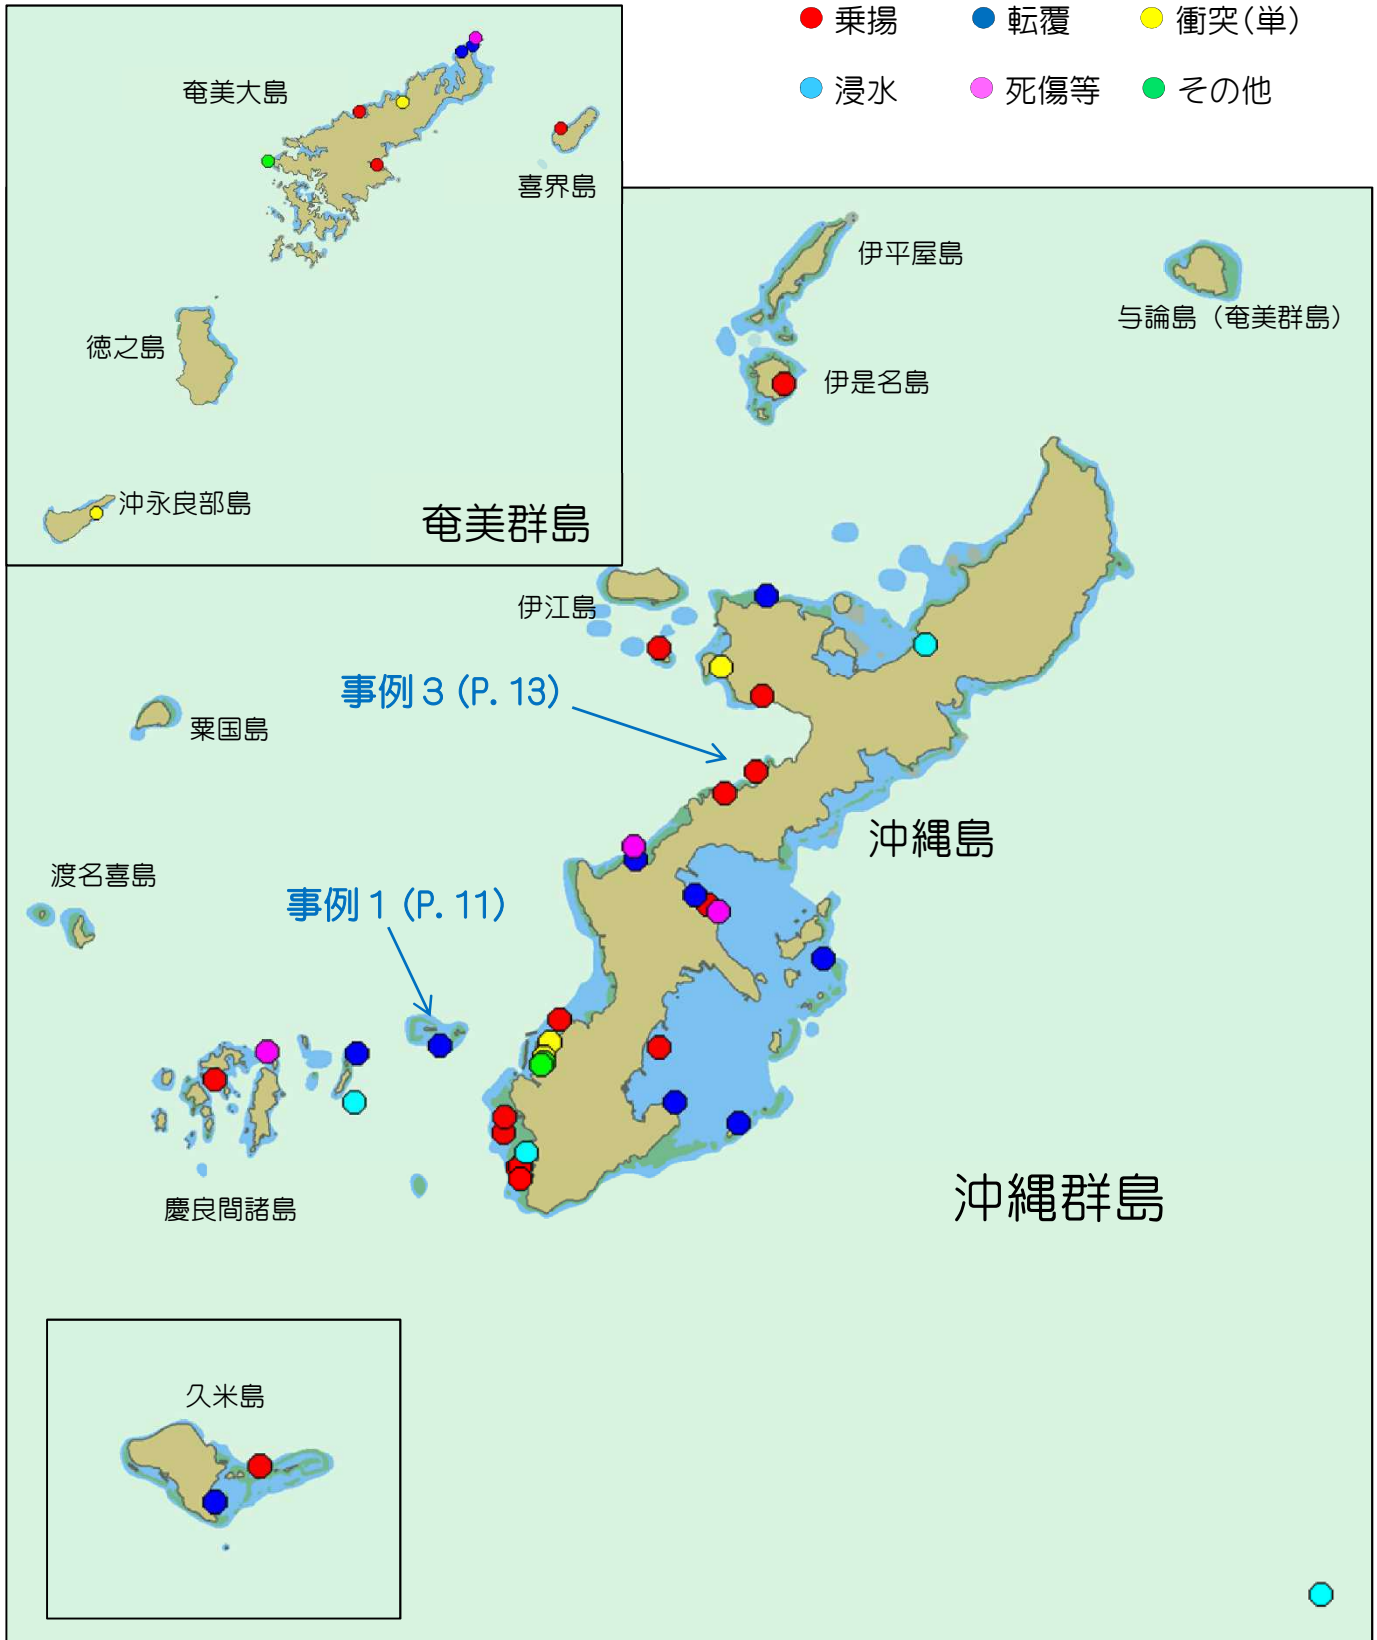 乗揚 転覆 衝突(単)
浸水 死傷等 その他
奄美大島
喜界島
徳之島
沖永良部島
奄美群島
伊平屋島
与論島（奄美群島）
伊是名島
伊江島
事例3(P.13)
粟国島
沖縄島
渡名喜島
事例1(P.11)
慶良間諸島
沖縄群島
久米島